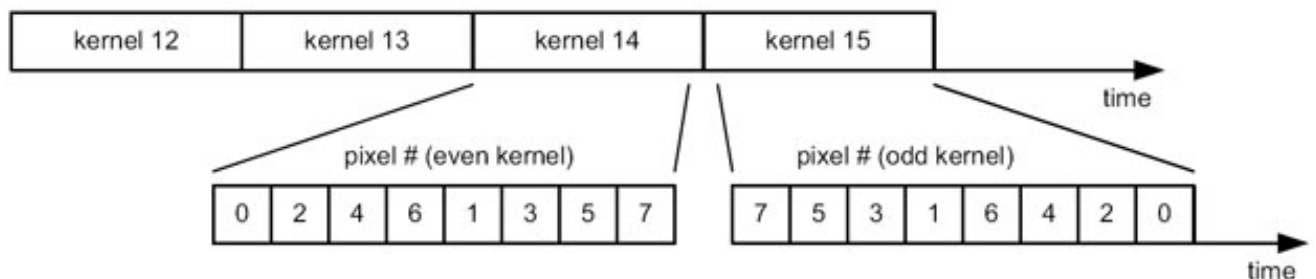 kernel 12 kernel 13 kernel 14 kernel 15
time
pixel # (even kernel) pixel # (odd kernel)
0 2 4 6 1 3 5 7 7 5 3 1 6 4 2 0
time